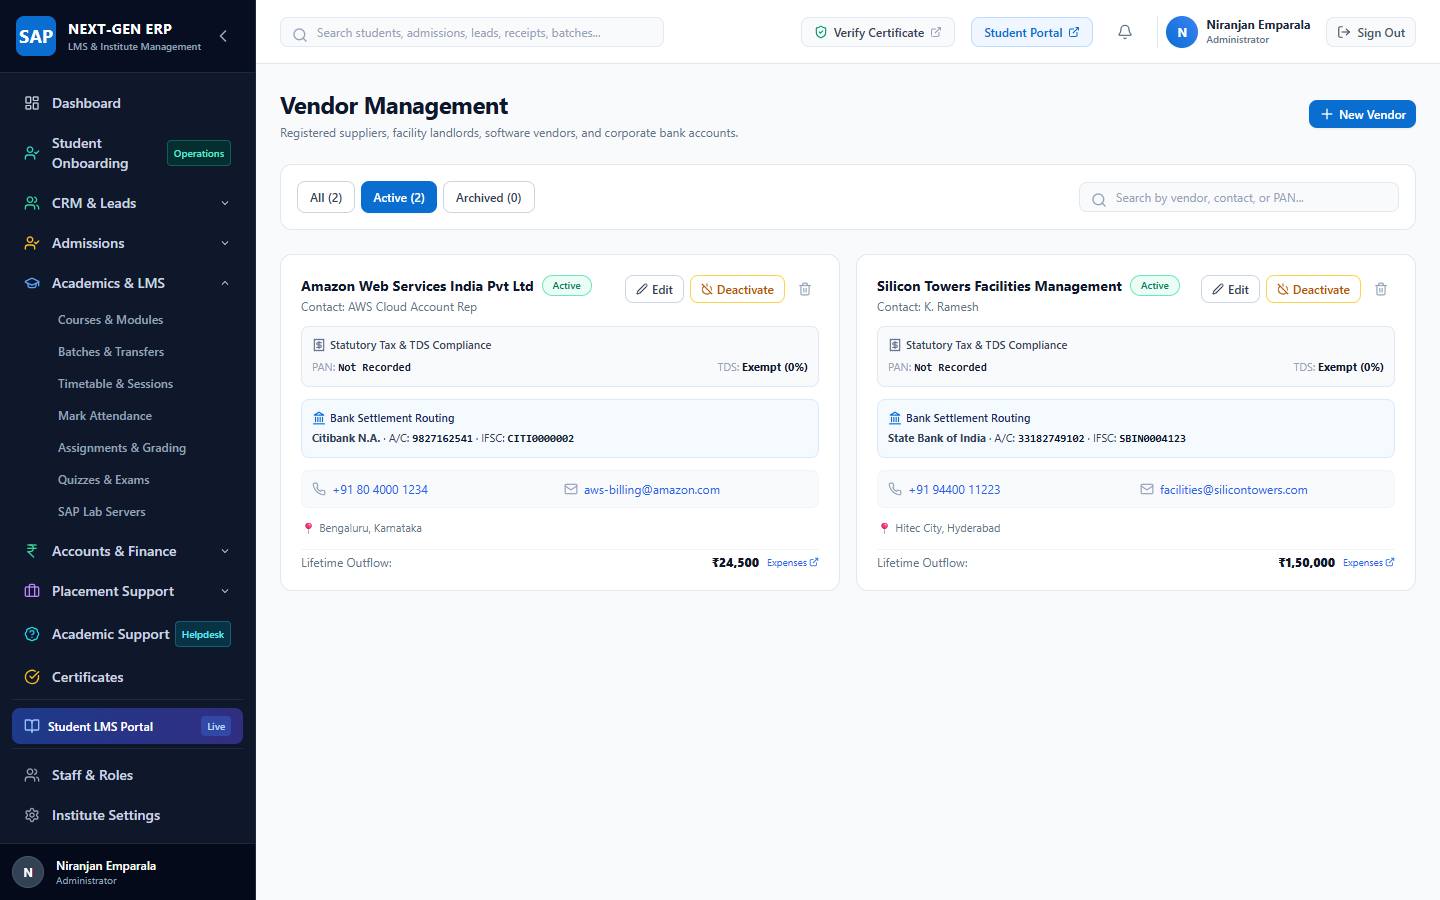 SAP
NEXT-GEN ERP
LMS & Institute Management
Search students, admissions, leads, receipts, batches...
Verify Certificate
Student Portal
N
Niranjan Emparala
Administrator
Sign Out
Dashboard
Student Onboarding
Operations
CRM & Leads
Admissions
Academics & LMS
Courses & Modules
Batches & Transfers
Timetable & Sessions
Mark Attendance
Assignments & Grading
Quizzes & Exams
SAP Lab Servers
Accounts & Finance
Placement Support
Academic Support
Helpdesk
Certificates
Student LMS Portal
Live
Staff & Roles
Institute Settings
N
Niranjan Emparala
Administrator
Vendor Management
Registered suppliers, facility landlords, software vendors, and corporate bank accounts.
New Vendor
All (2)
Active (2)
Archived (0)
Search by vendor, contact, or PAN...
Amazon Web Services India Pvt Ltd
Active
Edit
Deactivate
Contact: AWS Cloud Account Rep
Statutory Tax & TDS Compliance
PAN: Not Recorded
TDS: Exempt (0%)
Bank Settlement Routing
Citibank N.A. · A/C: 9827162541 · IFSC: CITI0000002
+91 80 4000 1234
aws-billing@amazon.com
Bengaluru, Karnataka
Lifetime Outflow:
₹24,500
Expenses
Silicon Towers Facilities Management
Active
Edit
Deactivate
Contact: K. Ramesh
Statutory Tax & TDS Compliance
PAN: Not Recorded
TDS: Exempt (0%)
Bank Settlement Routing
State Bank of India · A/C: 33182749102 · IFSC: SBIN0004123
+91 94400 11223
facilities@silicontowers.com
Hitec City, Hyderabad
Lifetime Outflow:
₹1,50,000
Expenses